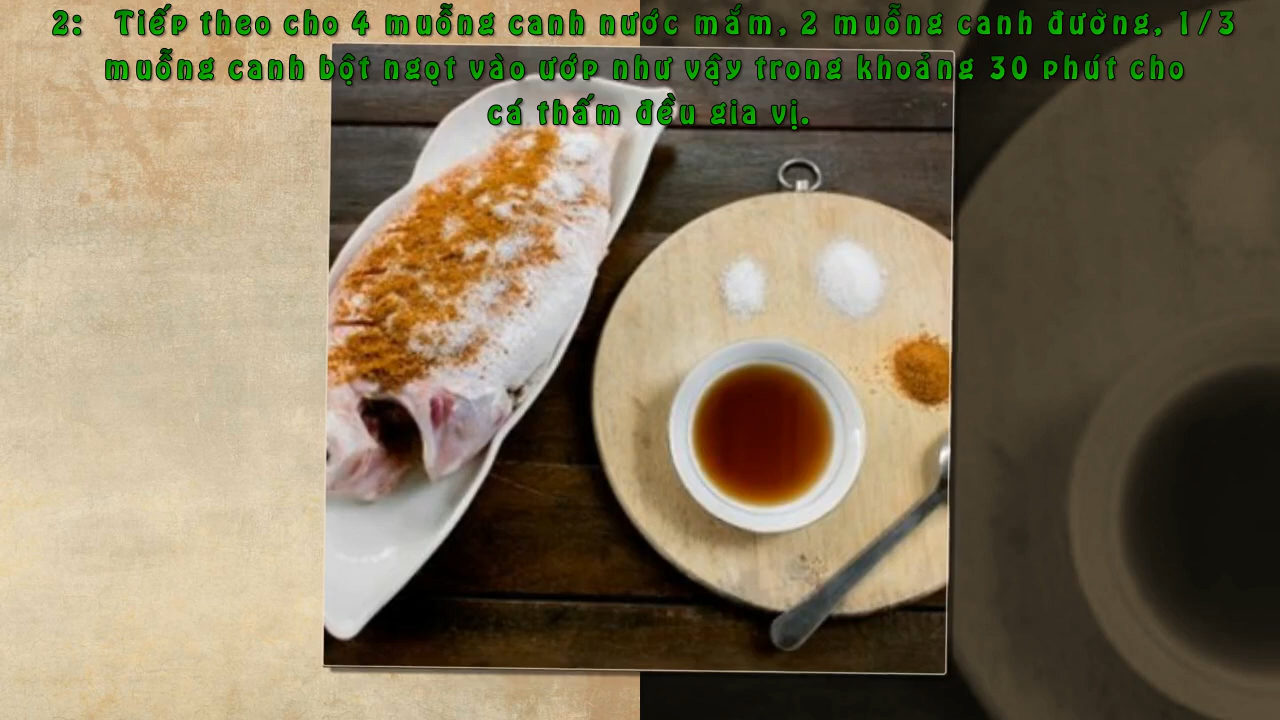 2: Tiếp theo cho 4 muỗng canh nước mắm, 2 muỗng canh đường, 1/3
muỗng canh bột ngọt vào ướp như vậy trong khoảng 30 phút cho
cá thấm đều gia vị.